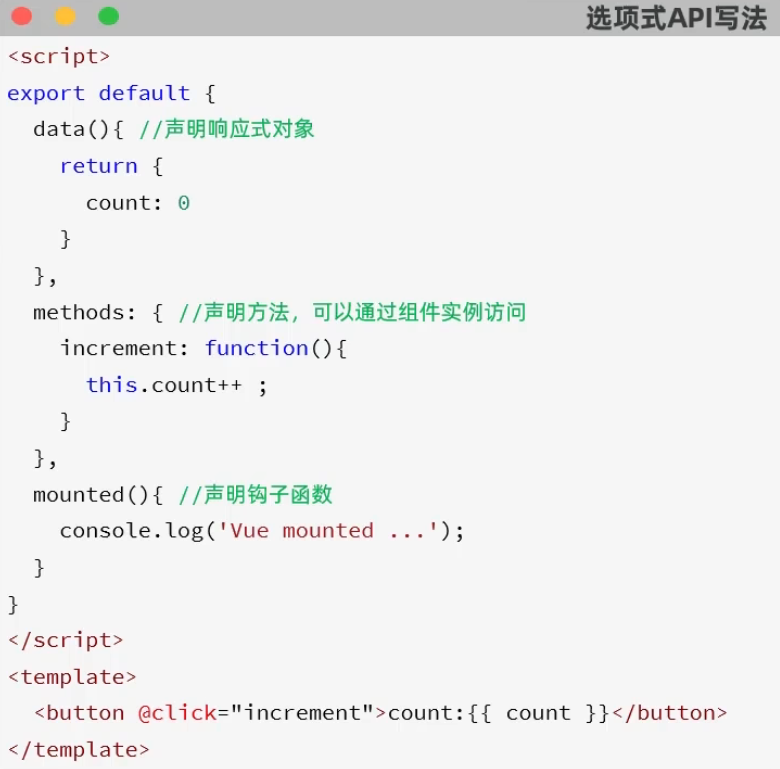 选项式API写法
<script>
export default {
  data(){ //声明响应式对象
    return {
      count: 0
    }
  },
  methods: { //声明方法，可以通过组件实例访问
    increment: function(){
      this.count++ ;
    }
  },
  mounted(){ //声明钩子函数
    console.log('Vue mounted ...');
  }
}
</script>
<template>
  <button @click="increment">count:{{ count }}</button>
</template>